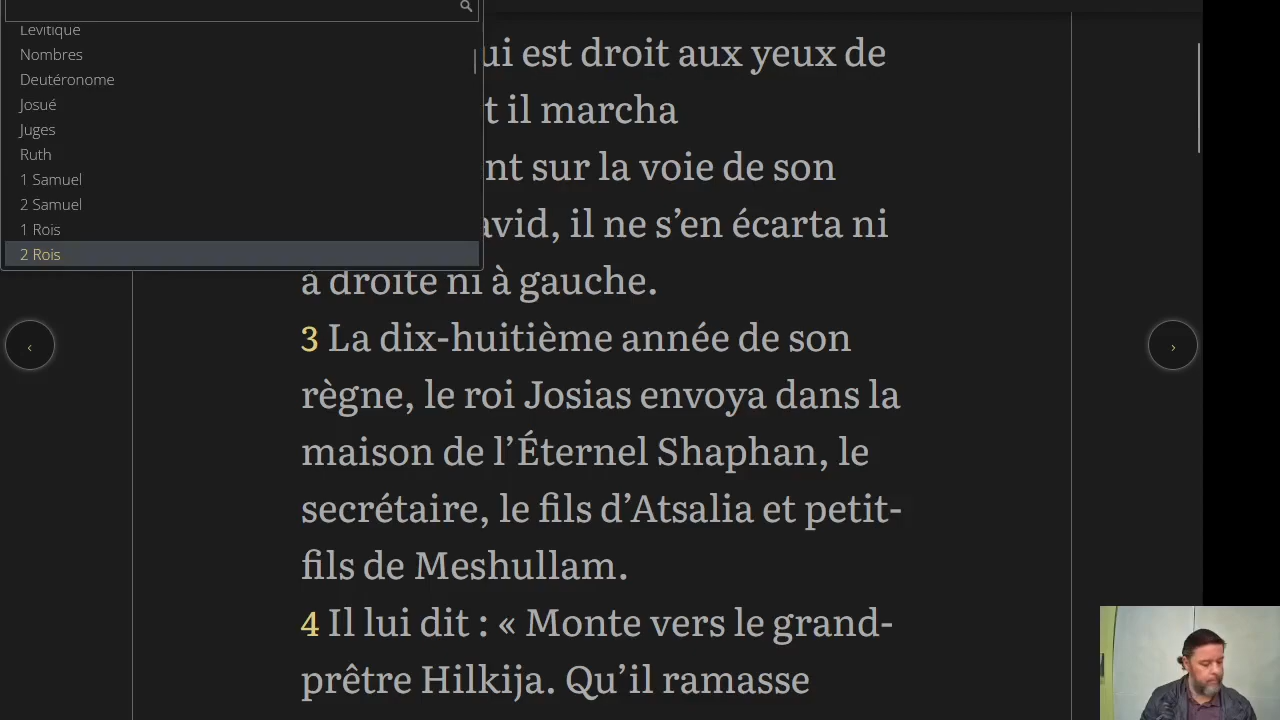 Lévitique
Nombres
Deutéronome
Josué
Juges
Ruth
1 Samuel
2 Samuel
1 Rois
2 Rois
ui est droit aux yeux de
t il marcha
nt sur la voie de son
avid, il ne s’en écarta ni
à droite ni à gauche.
3 La dix-huitième année de son
règne, le roi Josias envoya dans la
maison de l’Éternel Shaphan, le
secrétaire, le fils d’Atsalia et petit-
fils de Meshullam.
4 Il lui dit : « Monte vers le grand-
prêtre Hilkija. Qu’il ramasse